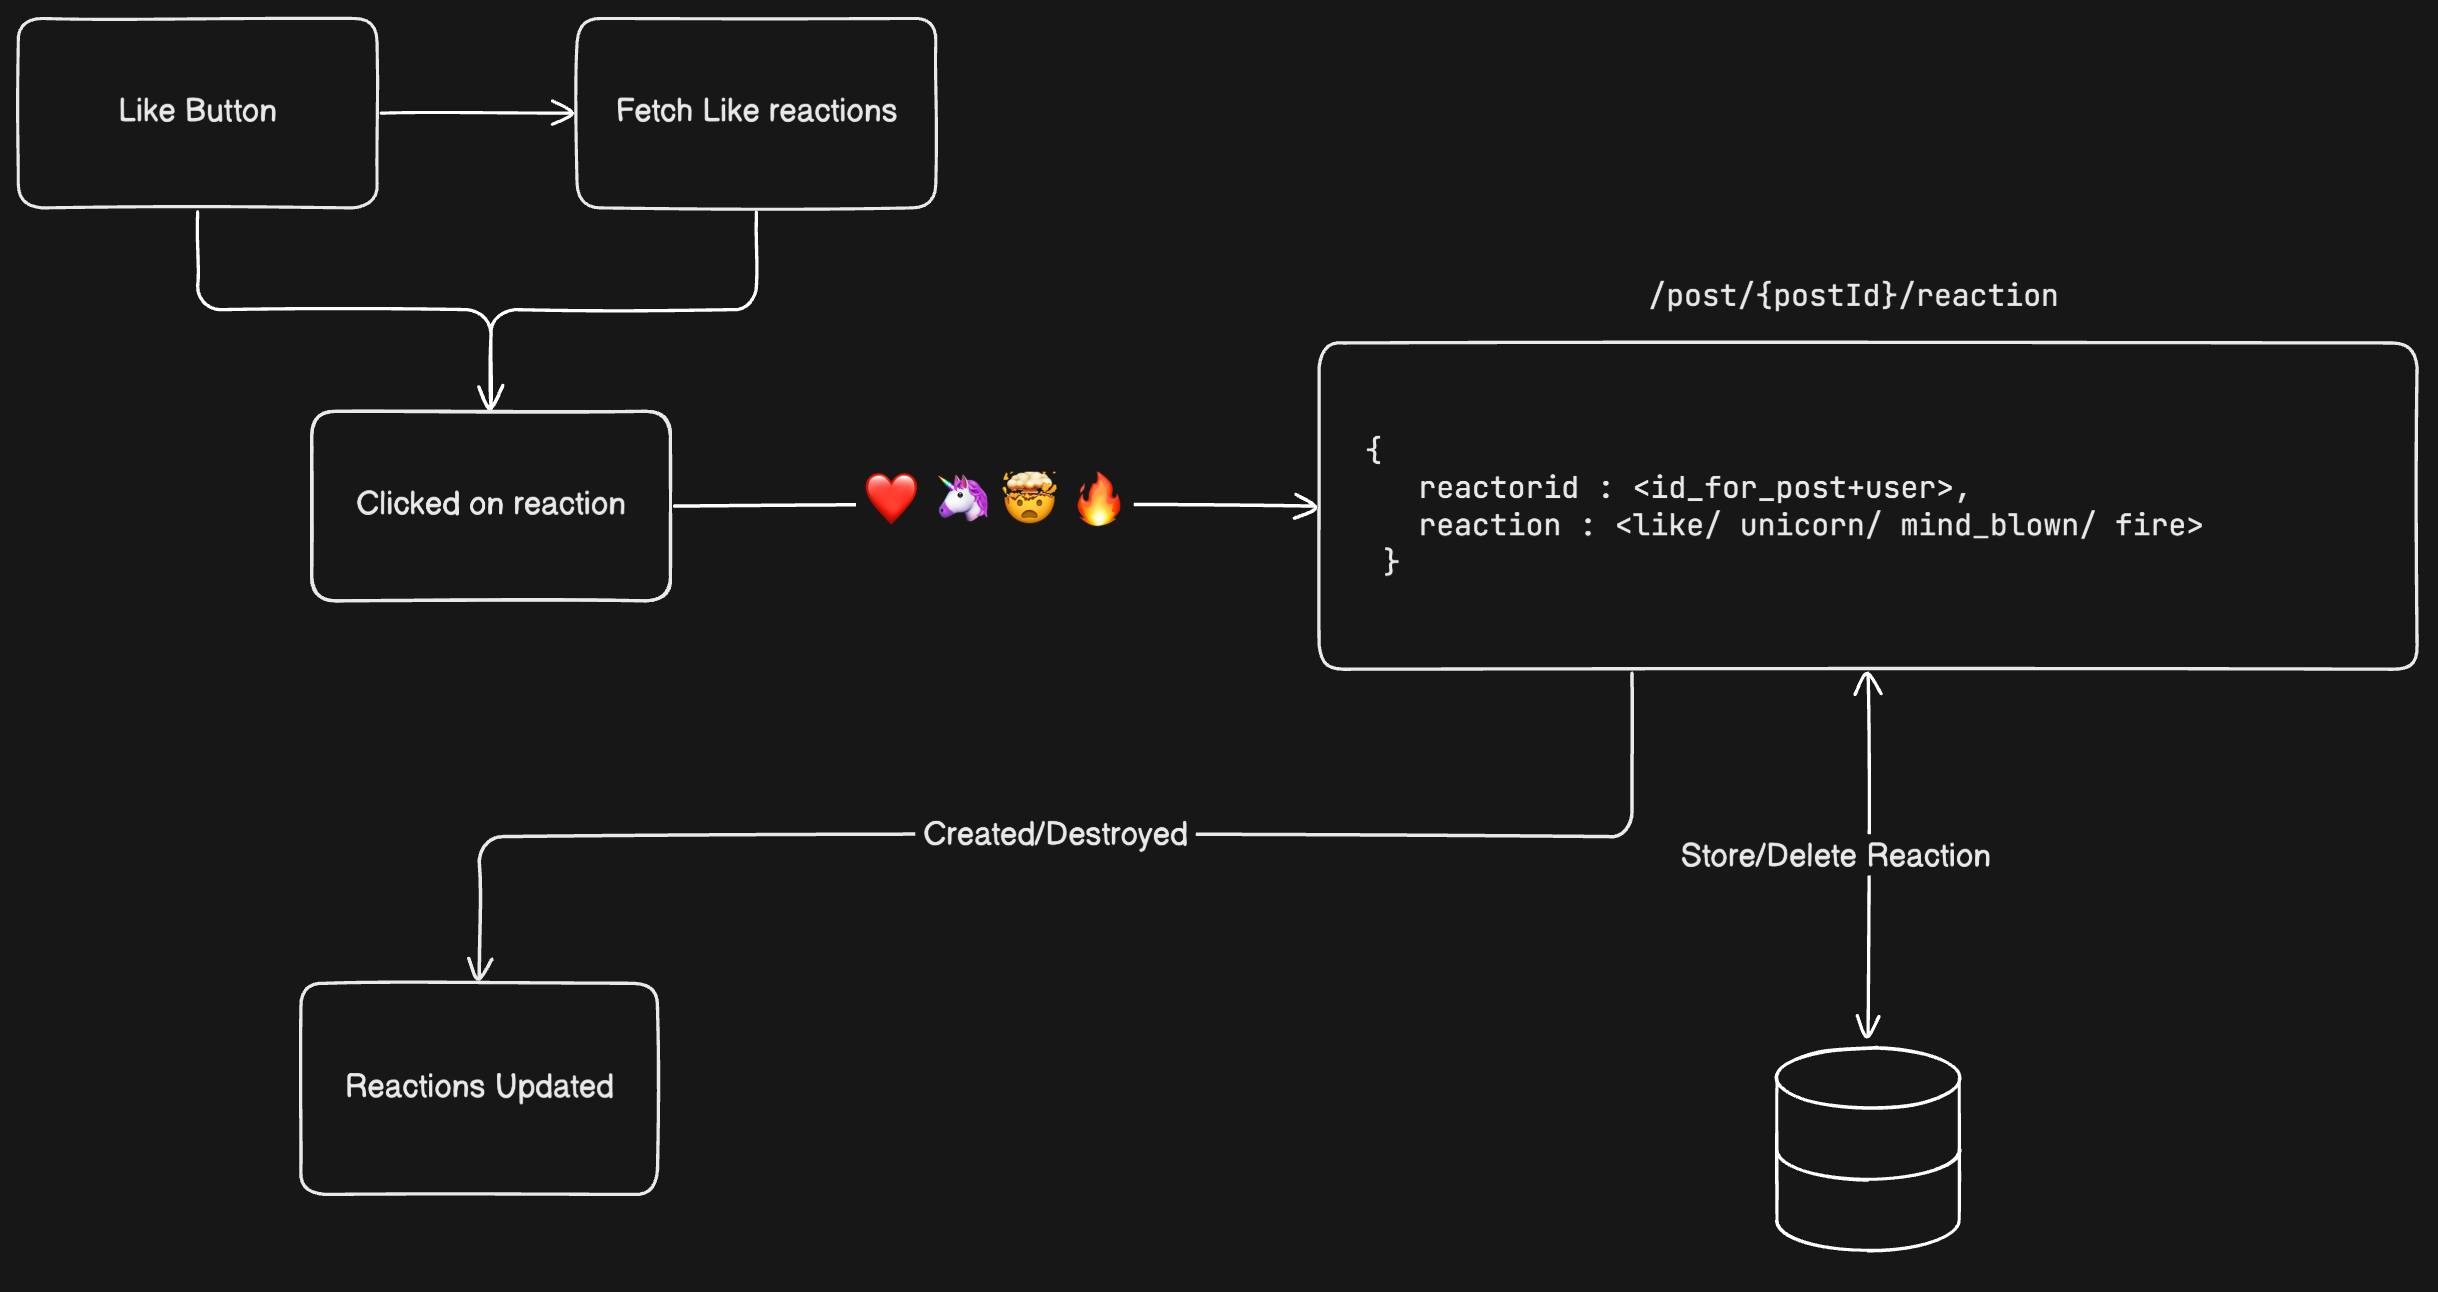 Like Button
Fetch Like reactions
/post/{postId}/reaction
Clicked on reaction
{
reactorid : <id_for_post+user>,
reaction : <like/ unicorn/ mind_blown/ fire>
}
Created/Destroyed
Store/Delete Reaction
Reactions Updated